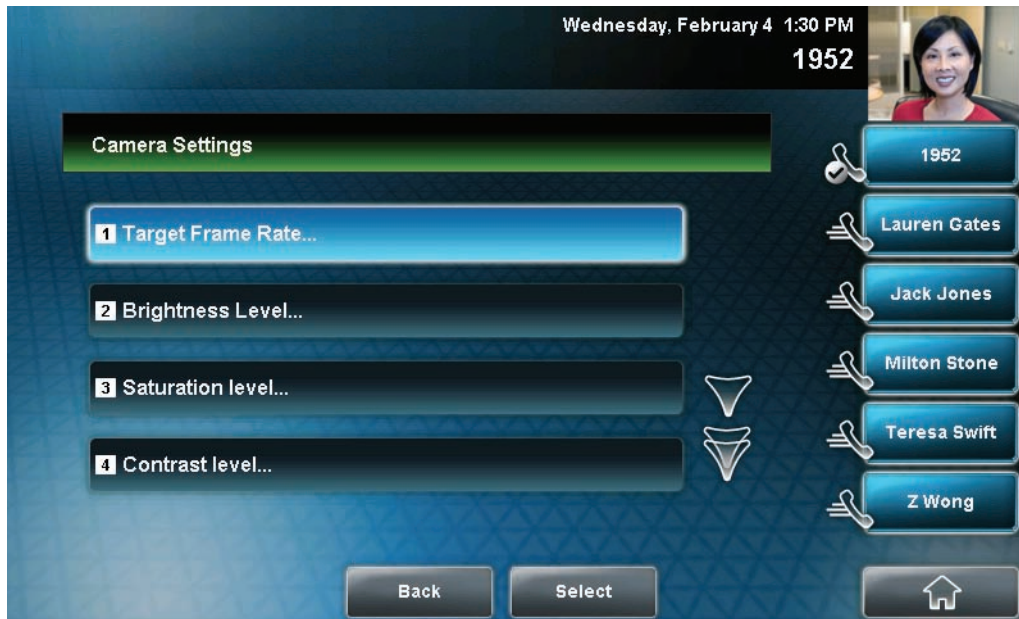 Wednesday, February 4 1:30 PM
1952
Camera Settings
1 Target Frame Rate...
2 Brightness Level...
3 Saturation level...
4 Contrast level...
1952
Lauren Gates
Jack Jones
Milton Stone
Teresa Swift
Z Wong
Back
Select